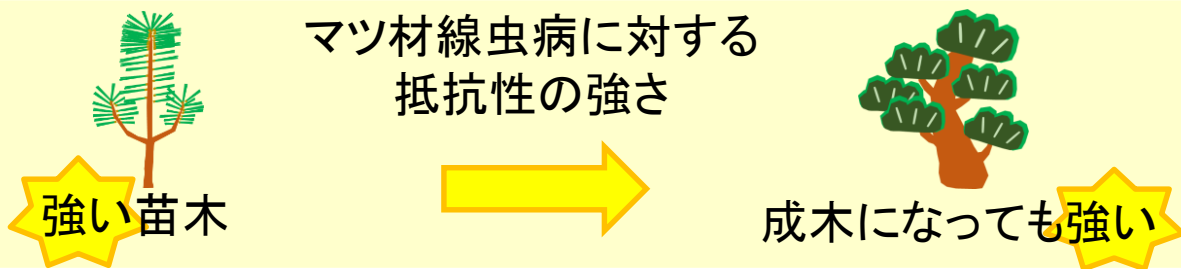 マツ材線虫病に対する
抵抗性の強さ
強い苗木
成木になっても強い